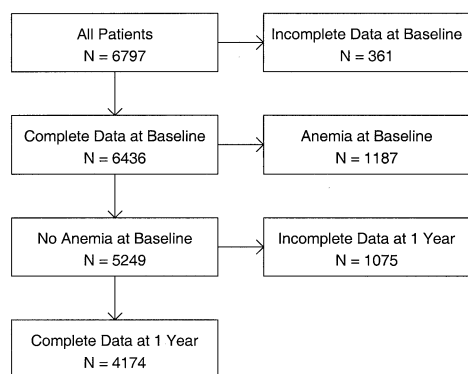 All Patients
N = 6797
Incomplete Data at Baseline
N = 361
Complete Data at Baseline
N = 6436
Anemia at Baseline
N = 1187
No Anemia at Baseline
N = 5249
Incomplete Data at 1 Year
N = 1075
Complete Data at 1 Year
N = 4174